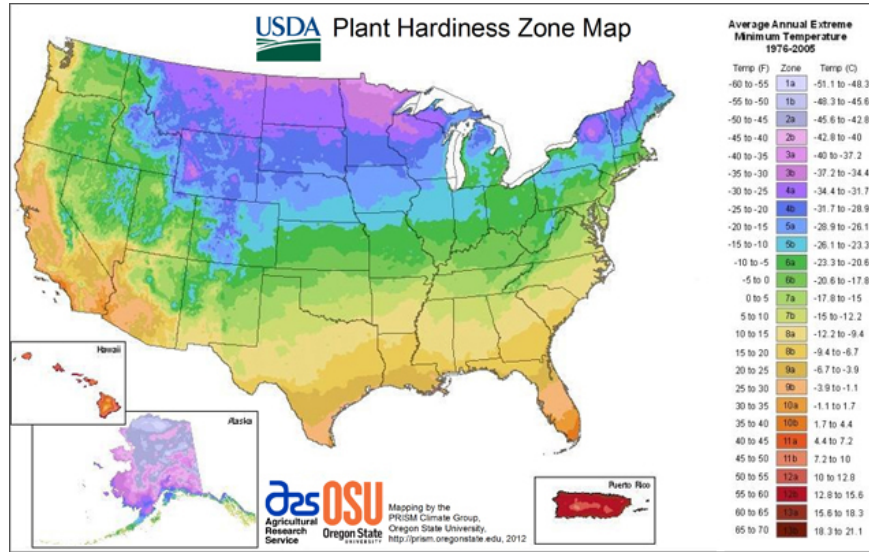 USDA Plant Hardiness Zone Map
Average Annual Extreme
Minimum Temperature
1976-2005
Temp (F) Zone Temp (C)
-60 to -55 1a -51.1 to -48.3
-55 to -50 1b -48.3 to -45.6
-50 to -45 2a -45.6 to -42.8
-45 to -40 2b -42.8 to -40
-40 to -35 3a -40 to -37.2
-35 to -30 3b -37.2 to -34.4
-30 to -25 4a -34.4 to -31.7
-25 to -20 4b -31.7 to -28.9
-20 to -15 5a -28.9 to -26.1
-15 to -10 5b -26.1 to -23.3
-10 to -5 6a -23.3 to -20.6
-5 to 0 6b -20.6 to -17.8
0 to 5 7a -17.8 to -15
5 to 10 7b -15 to -12.2
10 to 15 8a -12.2 to -9.4
15 to 20 8b -9.4 to -6.7
20 to 25 9a -6.7 to -3.9
25 to 30 9b -3.9 to -1.1
30 to 35 10a -1.1 to 1.7
35 to 40 10b 1.7 to 4.4
40 to 45 11a 4.4 to 7.2
45 to 50 11b 7.2 to 10
50 to 55 12a 10 to 12.8
55 to 60 12b 12.8 to 15.6
60 to 65 13a 15.6 to 18.3
65 to 70 13b 18.3 to 21.1
Hawaii
Alaska
Puerto Rico
ars
Agricultural
Research
Service
OSU
Oregon State
UNIVERSITY
Mapping by the
PRISM Climate Group,
Oregon State University,
http://prism.oregonstate.edu, 2012